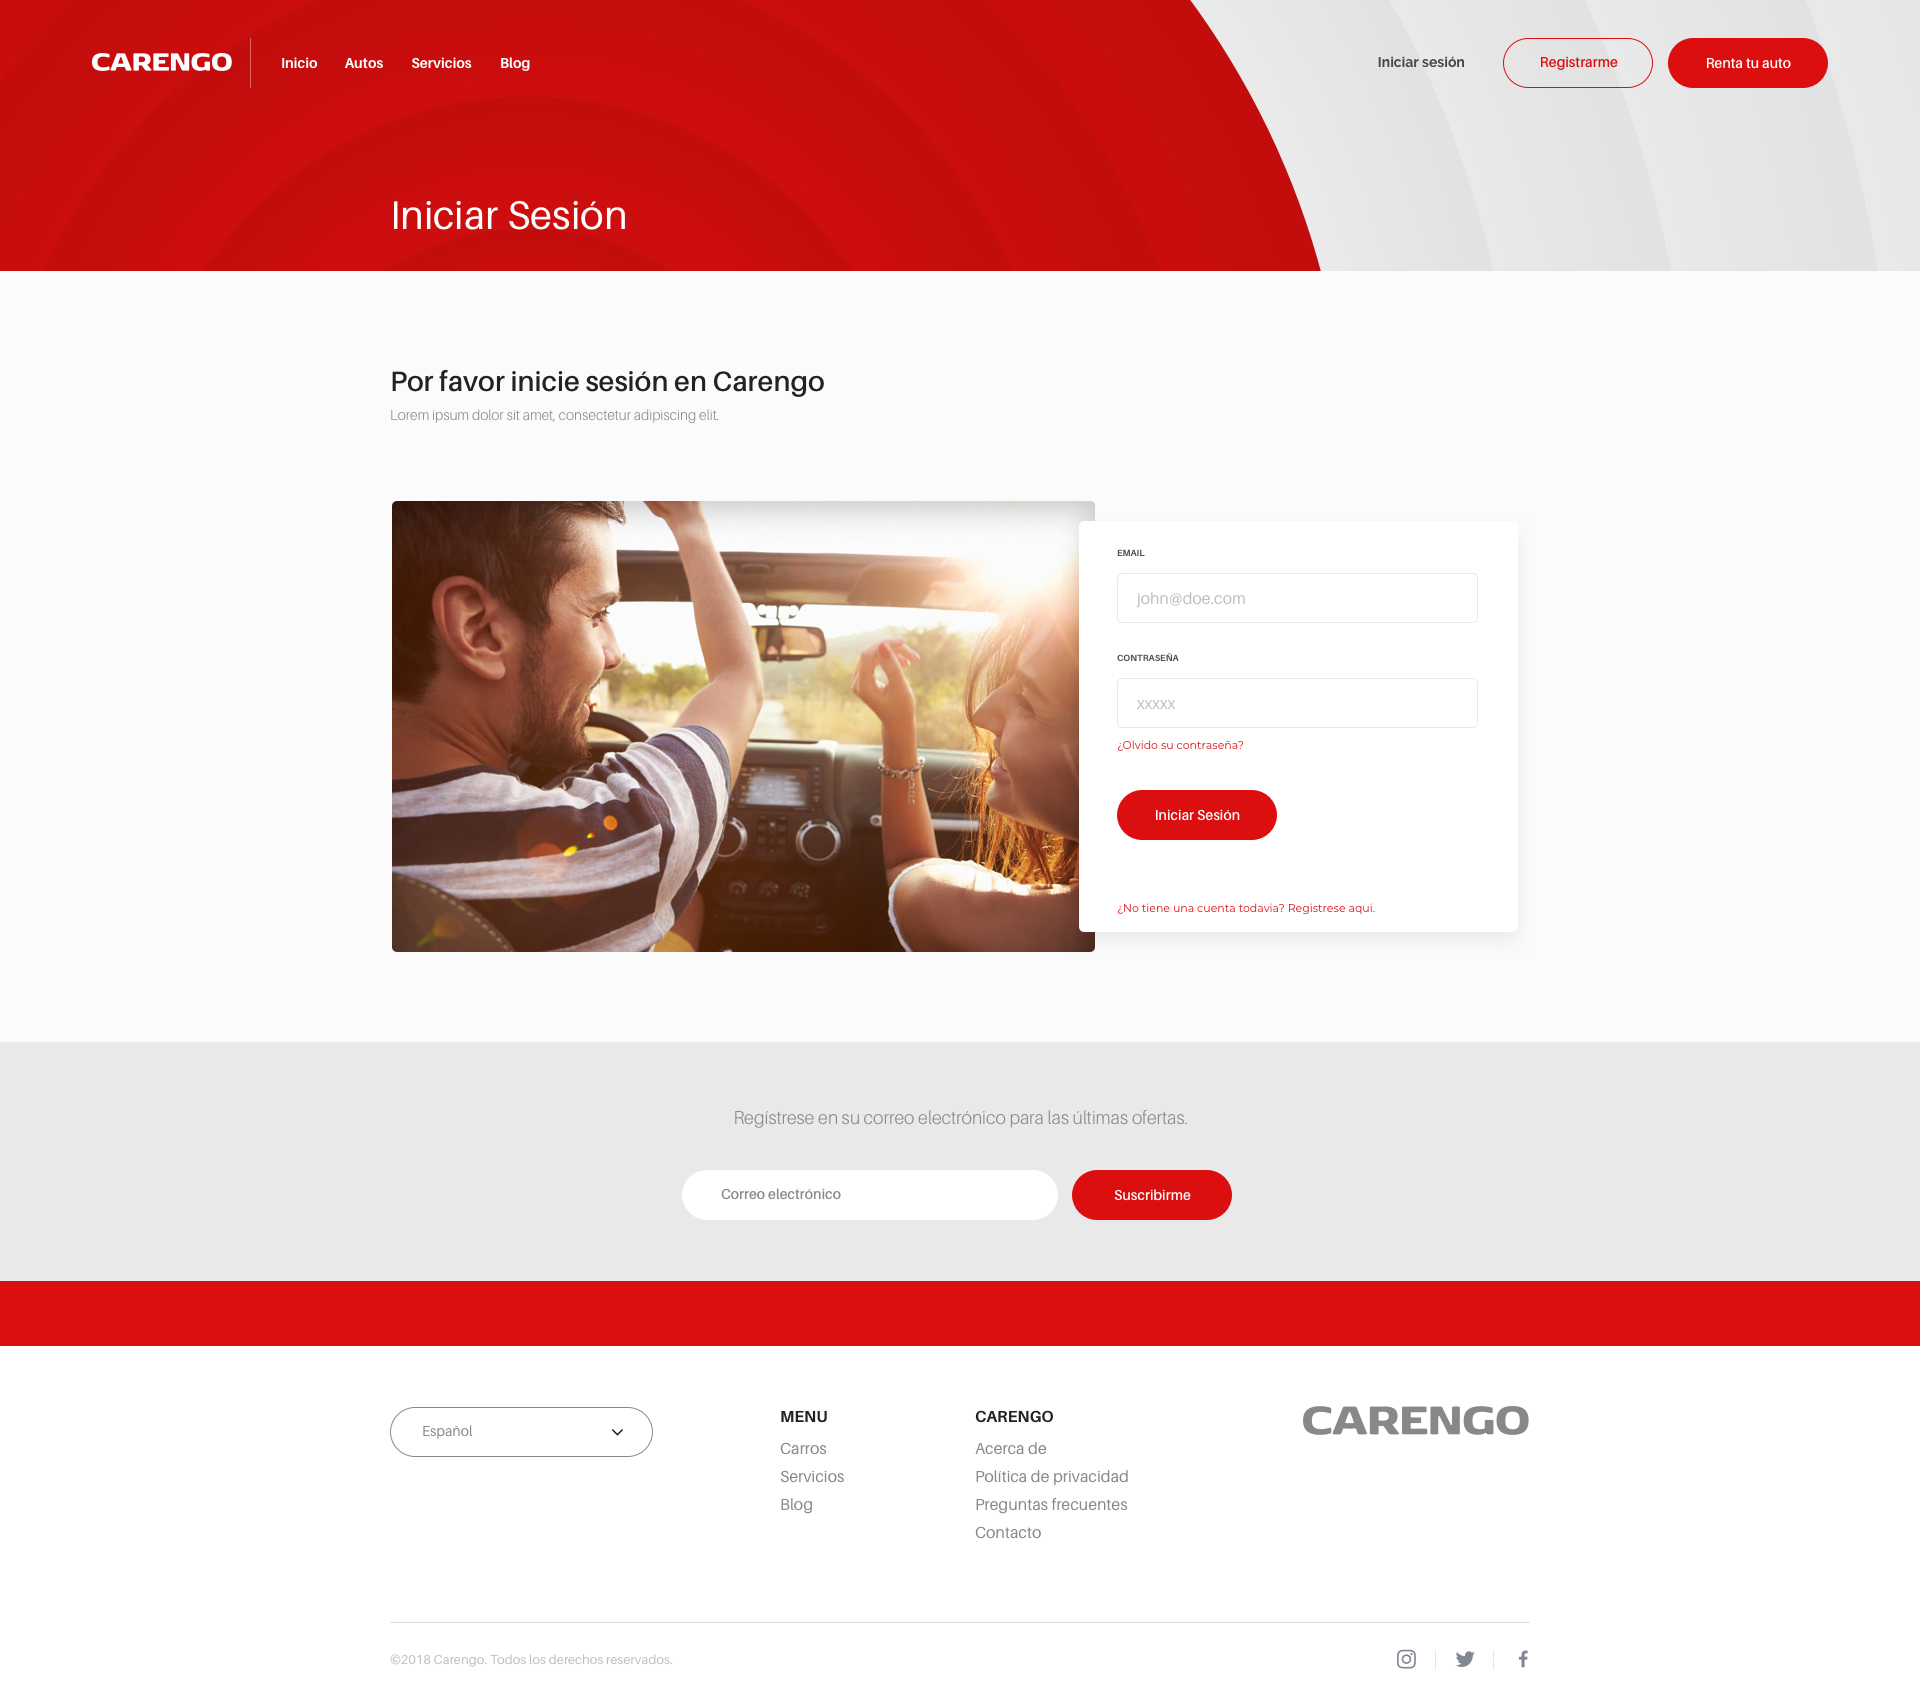 CARENGO
Inicio Autos Servicios Blog
Iniciar sesión Registrarme Renta tu auto
Iniciar Sesión
Por favor inicie sesión en Carengo
Lorem ipsum dolor sit amet, consectetur adipiscing elit.
EMAIL
john@doe.com
CONTRASEÑA
xxxxx
¿Olvido su contraseña?
Iniciar Sesión
¿No tiene una cuenta todavia? Registrese aqui.
Regístrese en su correo electrónico para las últimas ofertas.
Correo electrónico Suscribirme
Español
MENU
Carros
Servicios
Blog
CARENGO
Acerca de
Política de privacidad
Preguntas frecuentes
Contacto
CARENGO
©2018 Carengo. Todos los derechos reservados.